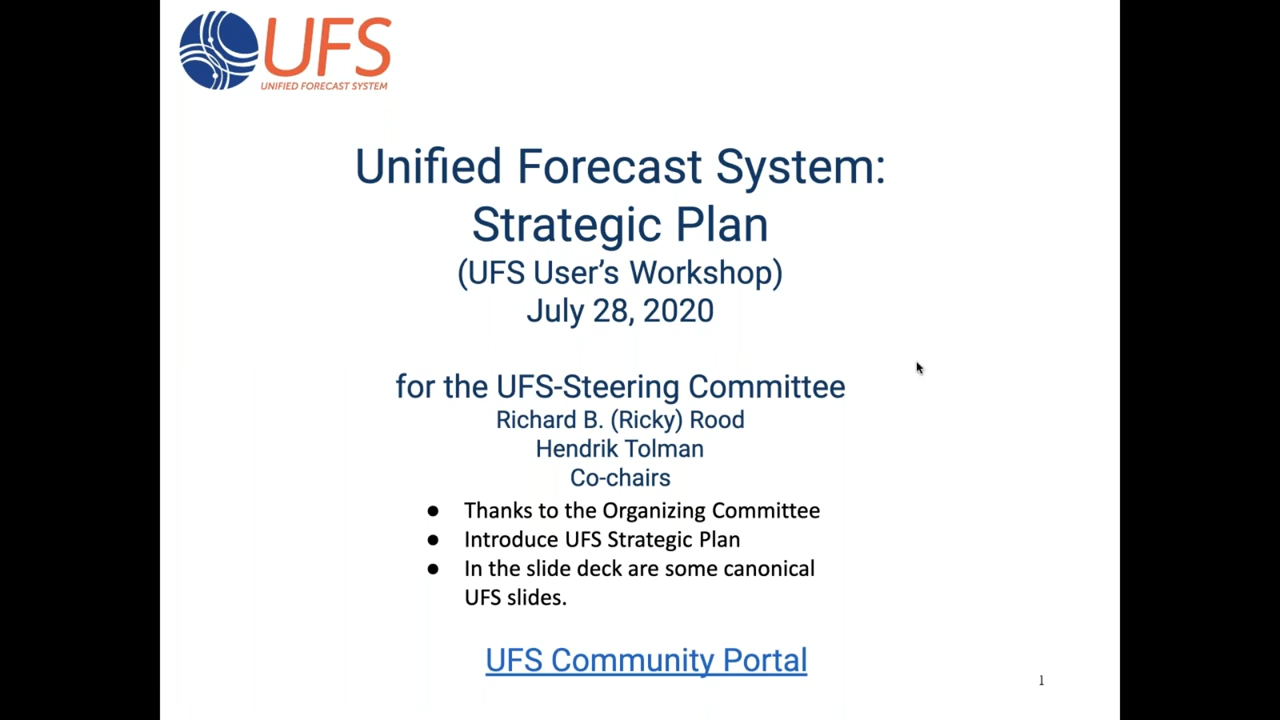 UFS
UNIFIED FORECAST SYSTEM
Unified Forecast System:
Strategic Plan
(UFS User’s Workshop)
July 28, 2020
for the UFS-Steering Committee
Richard B. (Ricky) Rood
Hendrik Tolman
Co-chairs
● Thanks to the Organizing Committee
● Introduce UFS Strategic Plan
● In the slide deck are some canonical
UFS slides.
UFS Community Portal
1